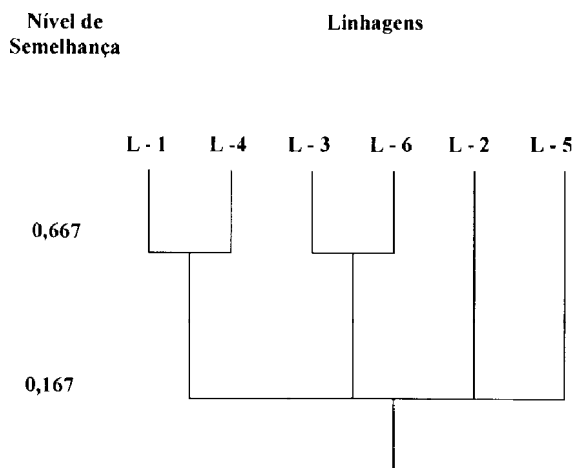 Nível de
Semelhança
Linhagens
L - 1 L -4 L - 3 L - 6 L - 2 L - 5
0,667
0,167